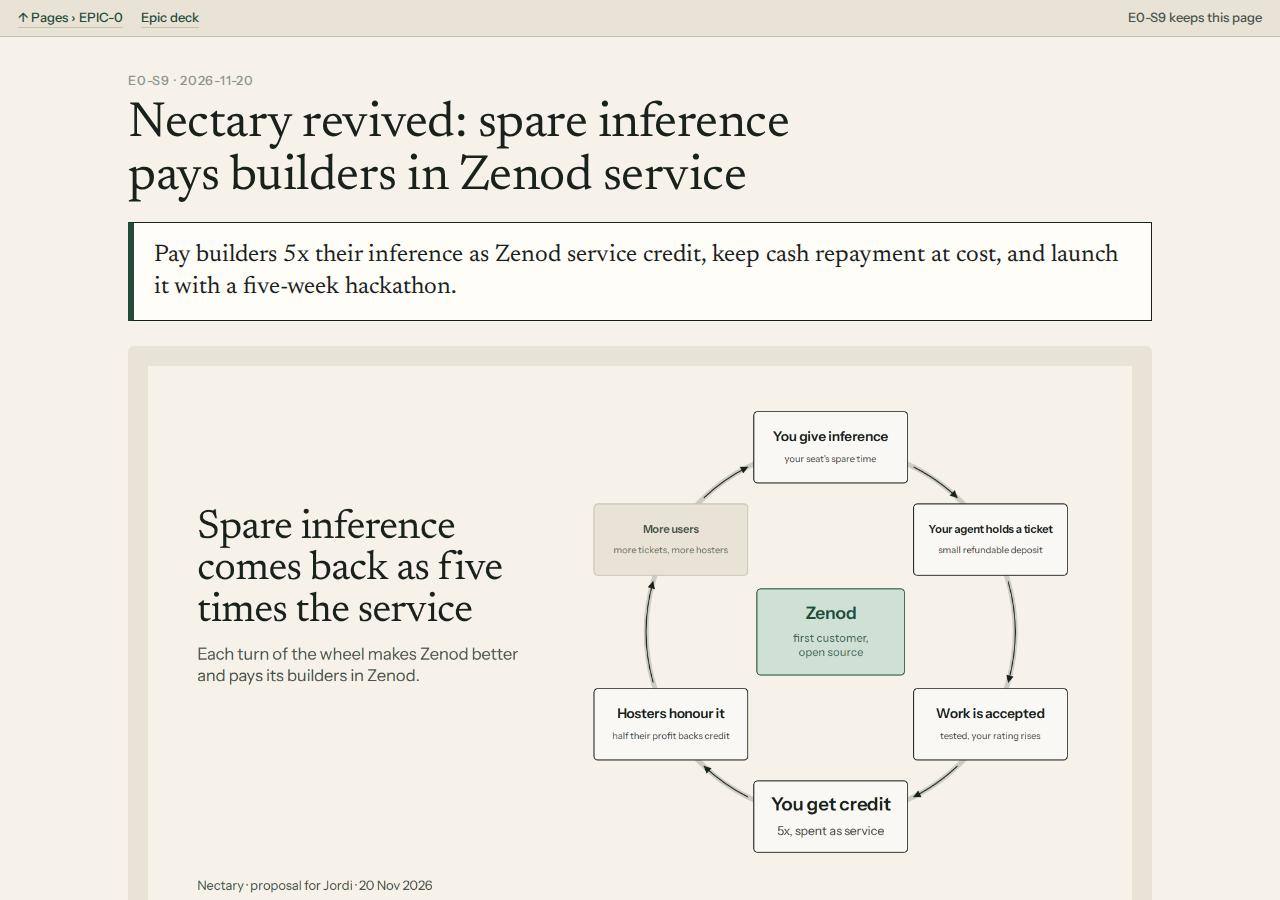 ↑ Pages › EPIC-0
Epic deck
E0-S9 keeps this page
E0-S9 · 2026-11-20
Nectary revived: spare inference
pays builders in Zenod service
Pay builders 5x their inference as Zenod service credit, keep cash repayment at cost, and launch
it with a five-week hackathon.
Spare inference
comes back as five
times the service
Each turn of the wheel makes Zenod better
and pays its builders in Zenod.
You give inference
your seat's spare time
Your agent holds a ticket
small refundable deposit
Work is accepted
tested, your rating rises
You get credit
5x, spent as service
Hosters honour it
half their profit backs credit
More users
more tickets, more hosters
Zenod
first customer,
open source
Nectary · proposal for Jordi · 20 Nov 2026